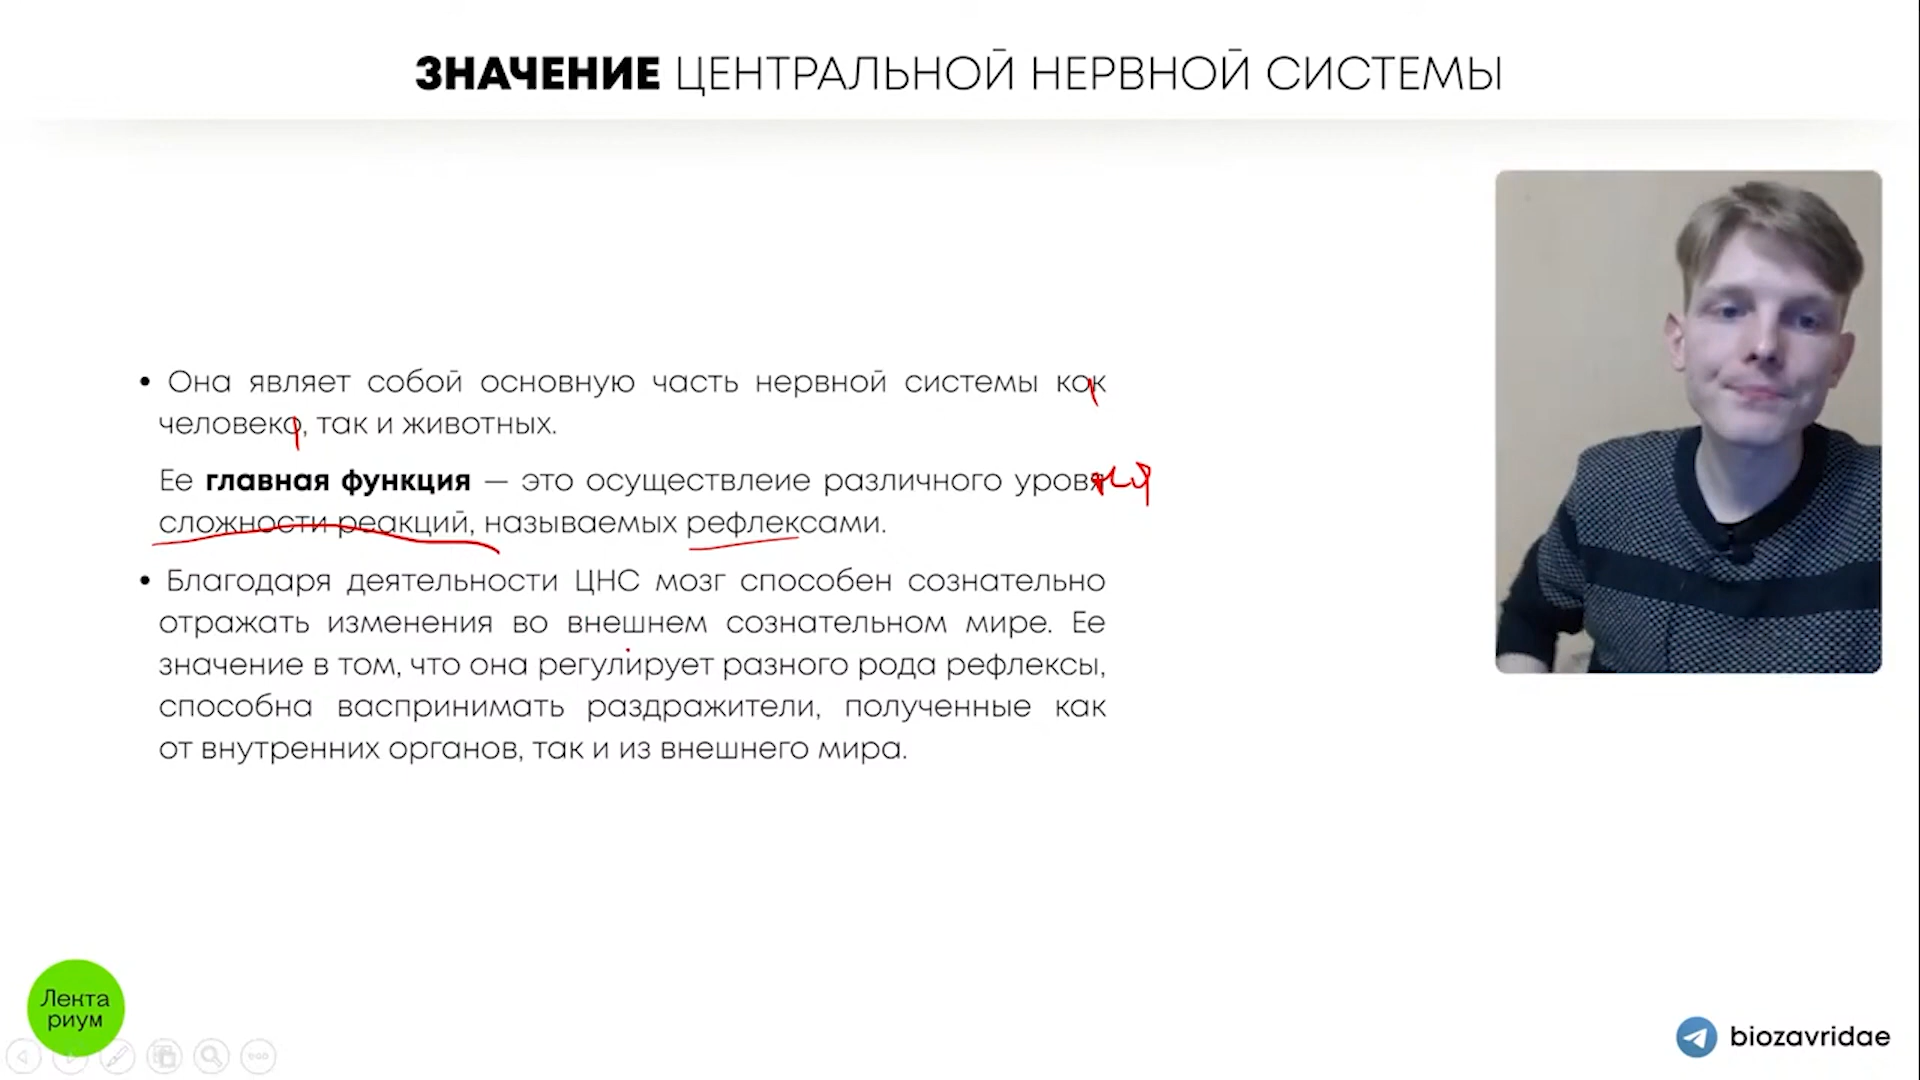 ЗНАЧЕНИЕ ЦЕНТРАЛЬНОЙ НЕРВНОЙ СИСТЕМЫ
• Она являет собой основную часть нервной системы кок
человеко, так и животных.
Ее главная функция — это осуществлеие различного уровя
сложности реакций, называемых рефлексами.
• Благодаря деятельности ЦНС мозг способен сознательно
отражать изменения во внешнем сознательном мире. Ее
значение в том, что она регулирует разного рода рефлексы,
способна васпринимать раздражители, полученные как
от внутренних органов, так и из внешнего мира.
Лекта
риум
biozavridae